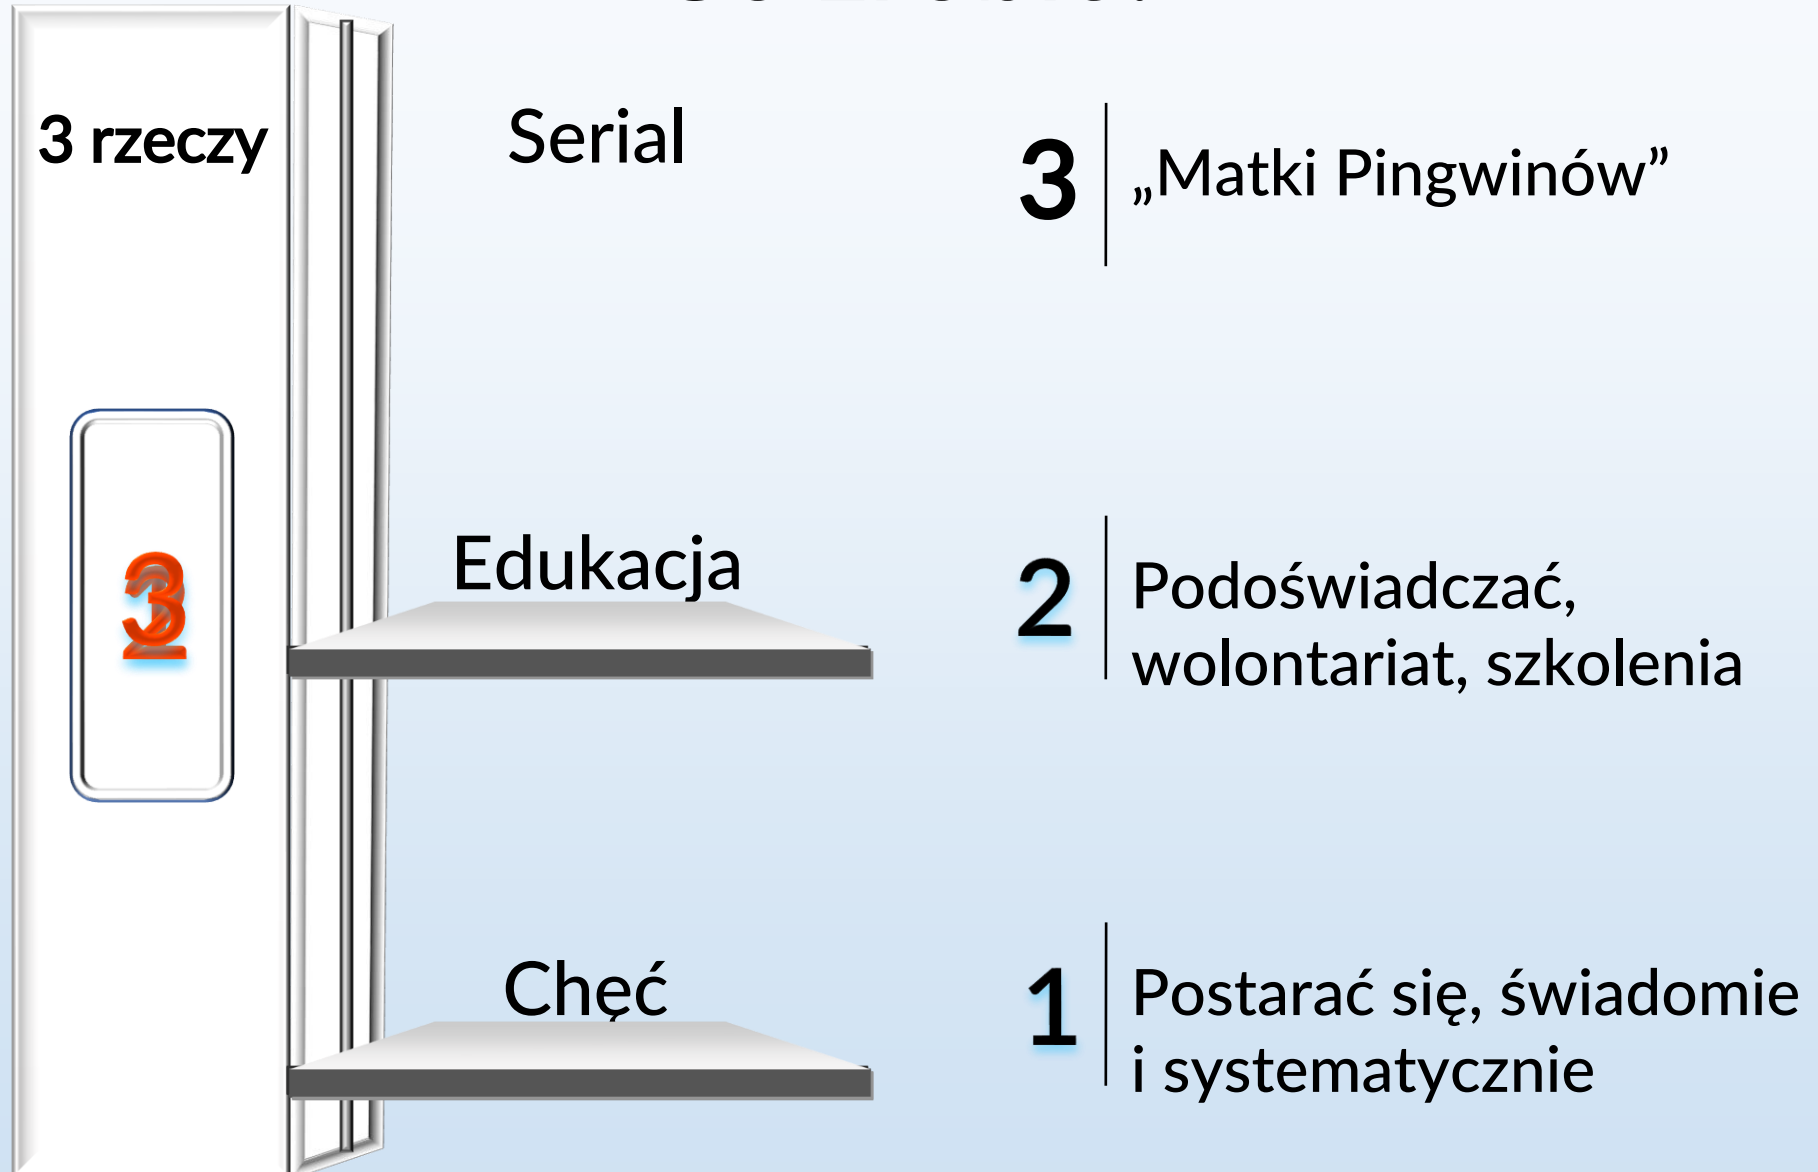 3 rzeczy
Serial
3
„Matki Pingwinów”
3
Edukacja
2
Podoświadczać,
wolontariat, szkolenia
Chęć
1
Postarać się, świadomie
i systematycznie